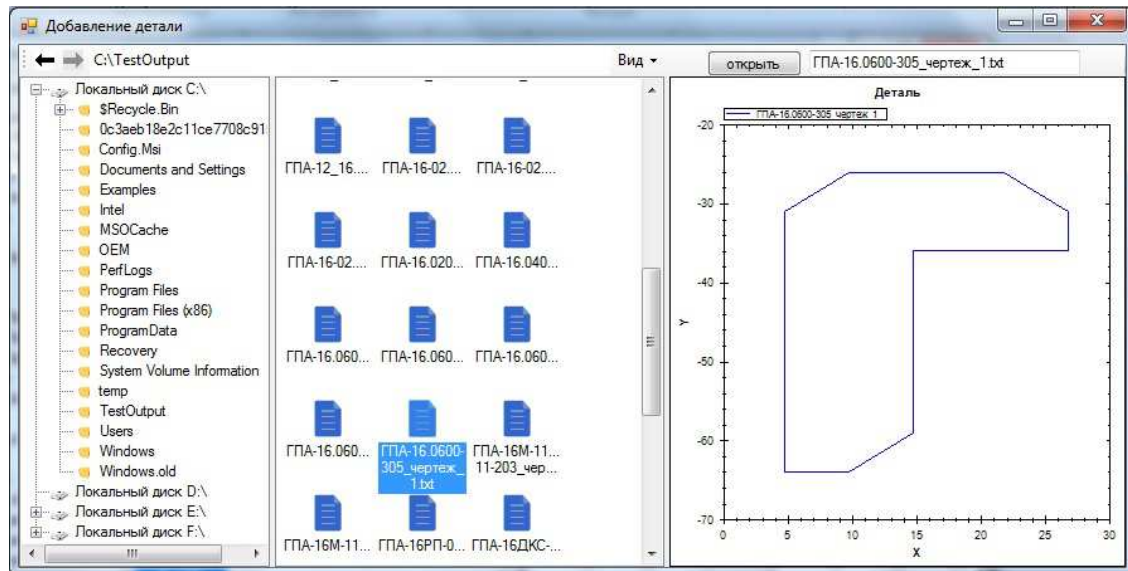 Добавление детали
C:\TestOutput
Вид
открыть
ГПА-16.0600-305_чертеж_1.txt
Локальный диск C:\
$Recycle.Bin
0c3aeb18e2c11ce7708c91
Config.Msi
Documents and Settings
Examples
Intel
MSOCache
OEM
PerfLogs
Program Files
Program Files (x86)
ProgramData
Recovery
System Volume Information
temp
TestOutput
Users
Windows
Windows.old
Локальный диск D:\
Локальный диск E:\
Локальный диск F:\
ГПА-12_16.... ГПА-16-02.... ГПА-16-02....
ГПА-16-02.... ГПА-16.020... ГПА-16.040...
ГПА-16.060... ГПА-16.060... ГПА-16.060...
ГПА-16.060... ГПА-16.0600-305_чертеж_1.txt ГПА-16М-11... 11-203_чер...
ГПА-16М-11... ГПА-16РП-0... ГПА-16ДКС-...
Деталь
ГПА-16.0600-305 чертеж 1
-20
-30
-40
Y
-50
-60
-70
0 5 10 15 20 25 30
X